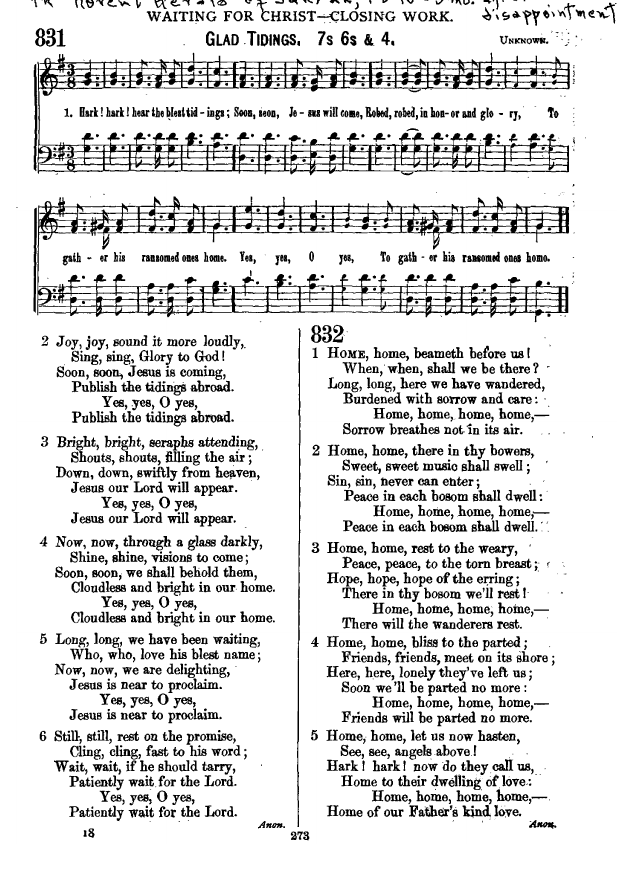 WAITING FOR CHRIST—CLOSING WORK.
disappointment
831
GLAD TIDINGS. 7s 6s & 4.
UNKNOWN.
1. Hark! hark! hear the blest tid - ings; Soon, soon, Je - sus will come, Robed, robed, in hon - or and glo - ry, To
gath - er his ransomed ones home. Yes, yes, O yes, To gath - er his ransomed ones home.
2 Joy, joy, sound it more loudly,
Sing, sing, Glory to God!
Soon, soon, Jesus is coming,
Publish the tidings abroad.
Yes, yes, O yes,
Publish the tidings abroad.
3 Bright, bright, seraphs attending,
Shouts, shouts, filling the air;
Down, down, swiftly from heaven,
Jesus our Lord will appear.
Yes, yes, O yes,
Jesus our Lord will appear.
4 Now, now, through a glass darkly,
Shine, shine, visions to come;
Soon, soon, we shall behold them,
Cloudless and bright in our home.
Yes, yes, O yes,
Cloudless and bright in our home.
5 Long, long, we have been waiting,
Who, who, love his blest name;
Now, now, we are delighting,
Jesus is near to proclaim.
Yes, yes, O yes,
Jesus is near to proclaim.
6 Still, still, rest on the promise,
Cling, cling, fast to his word;
Wait, wait, if he should tarry,
Patiently wait for the Lord.
Yes, yes, O yes,
Patiently wait for the Lord.
Anon.
832
1 HOME, home, beameth before us!
When, when, shall we be there?
Long, long, here we have wandered,
Burdened with sorrow and care:
Home, home, home, home,—
Sorrow breathes not in its air.
2 Home, home, there in thy bowers,
Sweet, sweet music shall swell;
Sin, sin, never can enter;
Peace in each bosom shall dwell:
Home, home, home, home,—
Peace in each bosom shall dwell.
3 Home, home, rest to the weary,
Peace, peace, to the torn breast;
Hope, hope, hope of the erring;
There in thy bosom we'll rest!
Home, home, home, home,—
There will the wanderers rest.
4 Home, home, bliss to the parted;
Friends, friends, meet on its shore;
Here, here, lonely they've left us;
Soon we'll be parted no more:
Home, home, home, home,—
Friends will be parted no more.
5 Home, home, let us now hasten,
See, see, angels above!
Hark! hark! now do they call us,
Home to their dwelling of love:
Home, home, home, home,—
Home of our Father's kind love.
Anon.
18
273